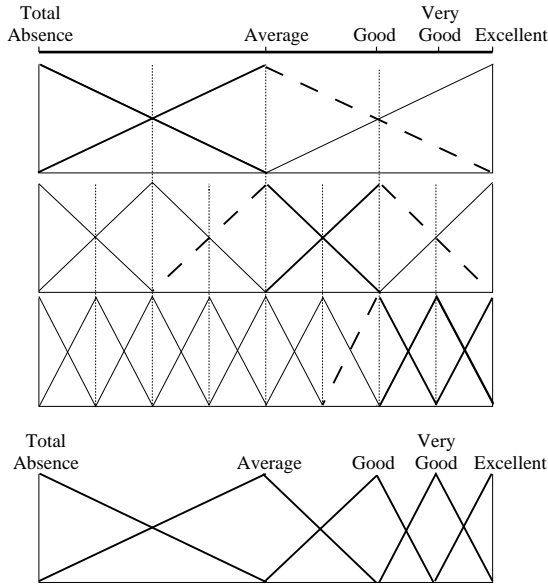 Total
Absence
Average
Good
Very
Good
Excellent
Total
Absence
Average
Good
Very
Good
Excellent